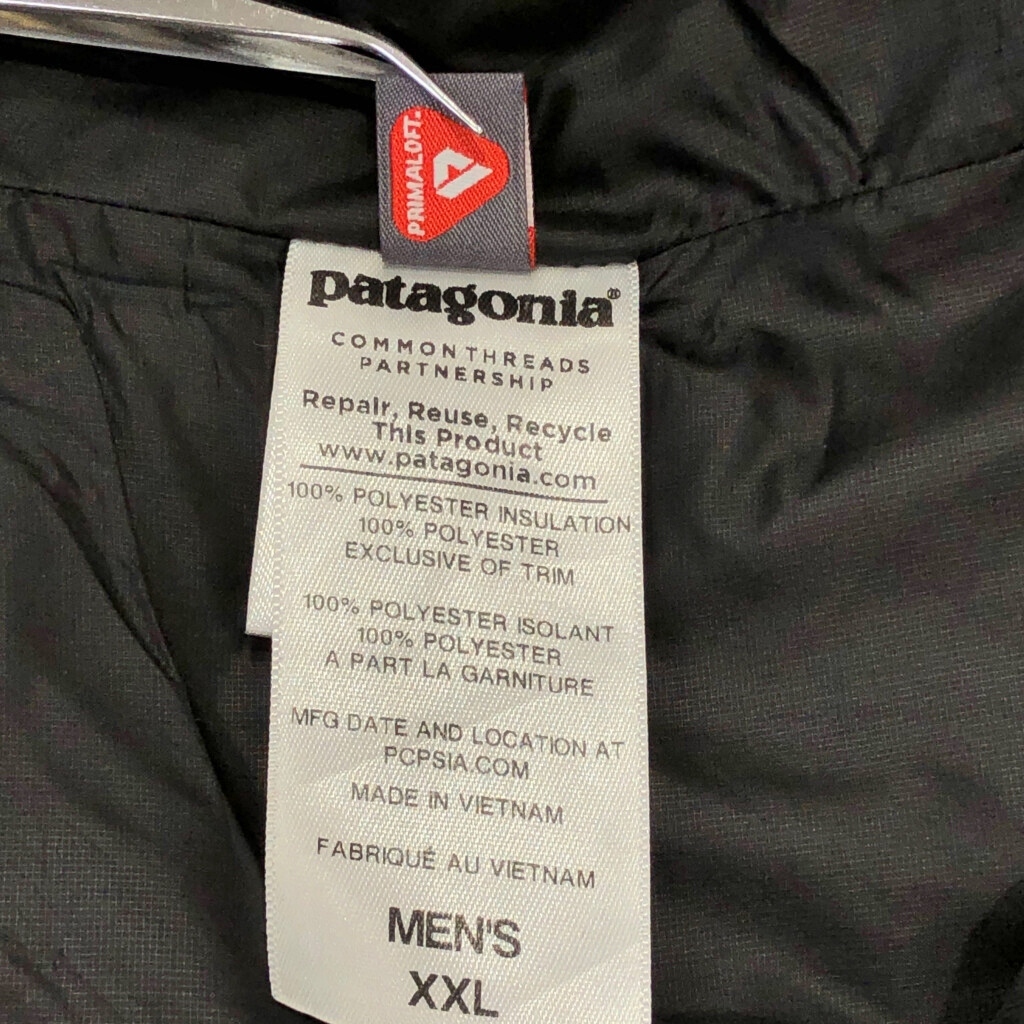 PRIMALOFT.
patagonia®
COMMON THREADS
PARTNERSHIP
Repair, Reuse, Recycle
This Product
www.patagonia.com
100% POLYESTER INSULATION
100% POLYESTER
EXCLUSIVE OF TRIM
100% POLYESTER ISOLANT
100% POLYESTER
A PART LA GARNITURE
MFG DATE AND LOCATION AT
PCPSIA.COM
MADE IN VIETNAM
FABRIQUÉ AU VIETNAM
MEN'S
XXL